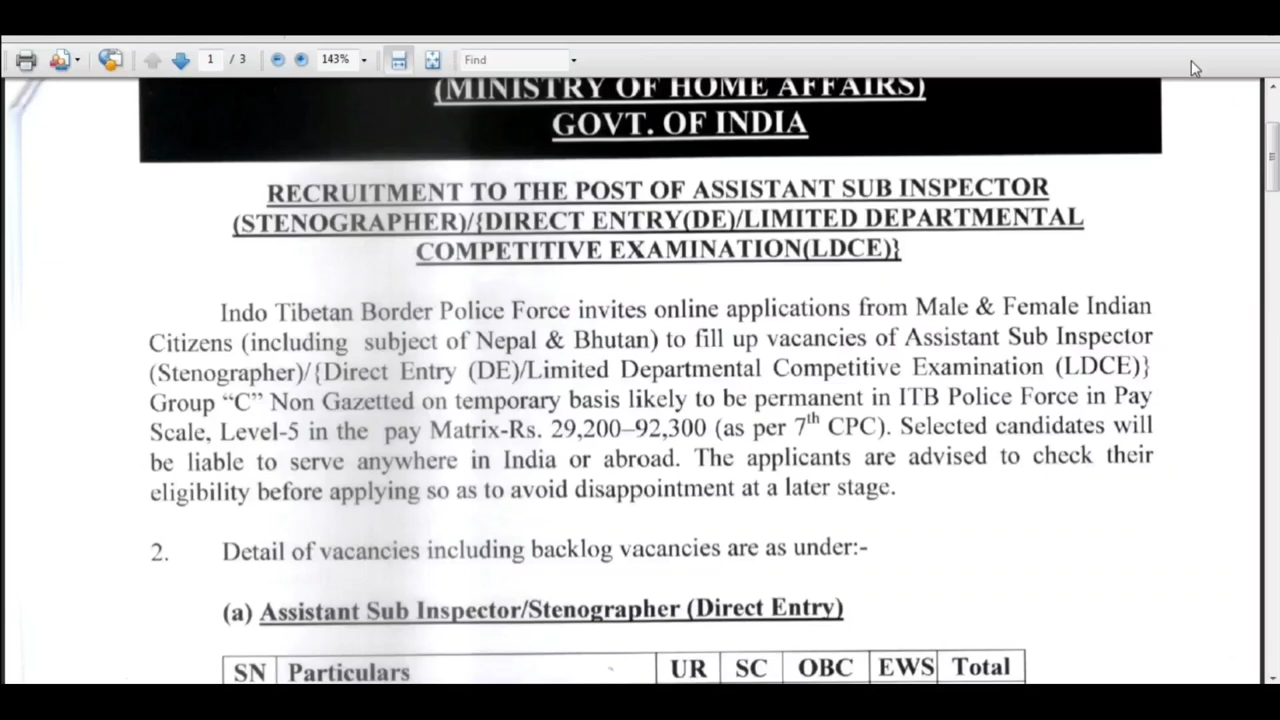 1 / 3 143% Find
(MINISTRY OF HOME AFFAIRS)
GOVT. OF INDIA
RECRUITMENT TO THE POST OF ASSISTANT SUB INSPECTOR
(STENOGRAPHER)/{DIRECT ENTRY(DE)/LIMITED DEPARTMENTAL
COMPETITIVE EXAMINATION(LDCE)}
Indo Tibetan Border Police Force invites online applications from Male & Female Indian
Citizens (including subject of Nepal & Bhutan) to fill up vacancies of Assistant Sub Inspector
(Stenographer)/{Direct Entry (DE)/Limited Departmental Competitive Examination (LDCE)}
Group “C” Non Gazetted on temporary basis likely to be permanent in ITB Police Force in Pay
Scale, Level-5 in the pay Matrix-Rs. 29,200–92,300 (as per 7th CPC). Selected candidates will
be liable to serve anywhere in India or abroad. The applicants are advised to check their
eligibility before applying so as to avoid disappointment at a later stage.
2. Detail of vacancies including backlog vacancies are as under:-
(a) Assistant Sub Inspector/Stenographer (Direct Entry)
SN Particulars UR SC OBC EWS Total